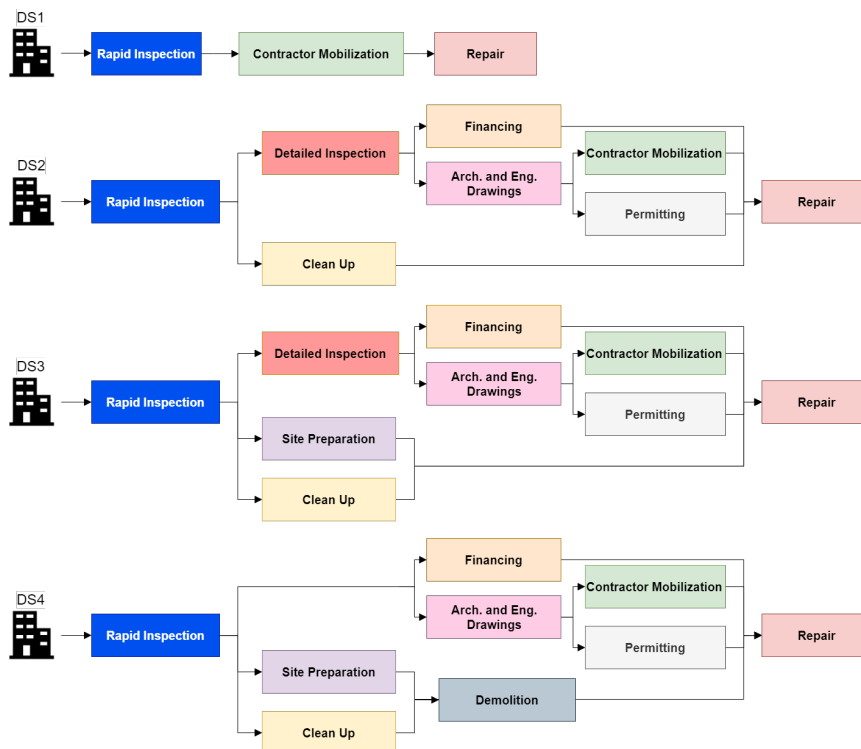 DS1
Rapid Inspection
Contractor Mobilization
Repair
DS2
Rapid Inspection
Detailed Inspection
Financing
Arch. and Eng.
Drawings
Contractor Mobilization
Permitting
Clean Up
Repair
DS3
Rapid Inspection
Detailed Inspection
Financing
Arch. and Eng.
Drawings
Contractor Mobilization
Permitting
Site Preparation
Clean Up
Repair
DS4
Rapid Inspection
Financing
Arch. and Eng.
Drawings
Contractor Mobilization
Permitting
Site Preparation
Clean Up
Demolition
Repair